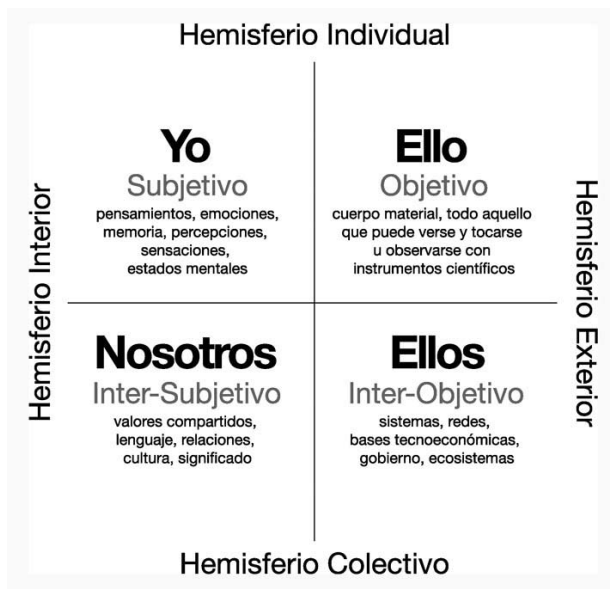 Hemisferio Individual
Hemisferio Interior
Yo
Subjetivo
pensamientos, emociones,
memoria, percepciones,
sensaciones,
estados mentales
Ello
Objetivo
cuerpo material, todo aquello
que puede verse y tocarse
u observarse con
instrumentos científicos
Hemisferio Exterior
Nosotros
Inter-Subjetivo
valores compartidos,
lenguaje, relaciones,
cultura, significado
Ellos
Inter-Objetivo
sistemas, redes,
bases tecnoeconómicas,
gobierno, ecosistemas
Hemisferio Colectivo